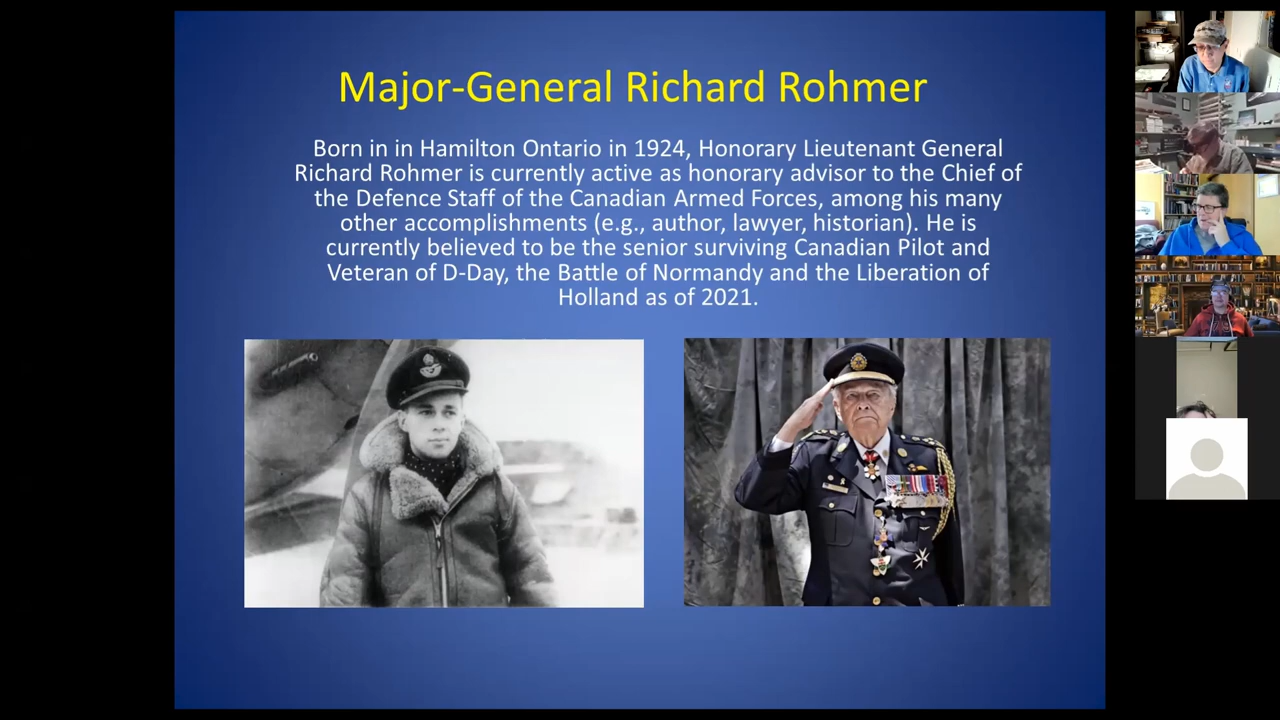 Major-General Richard Rohmer
Born in in Hamilton Ontario in 1924, Honorary Lieutenant General
Richard Rohmer is currently active as honorary advisor to the Chief of
the Defence Staff of the Canadian Armed Forces, among his many
other accomplishments (e.g., author, lawyer, historian). He is
currently believed to be the senior surviving Canadian Pilot and
Veteran of D-Day, the Battle of Normandy and the Liberation of
Holland as of 2021.